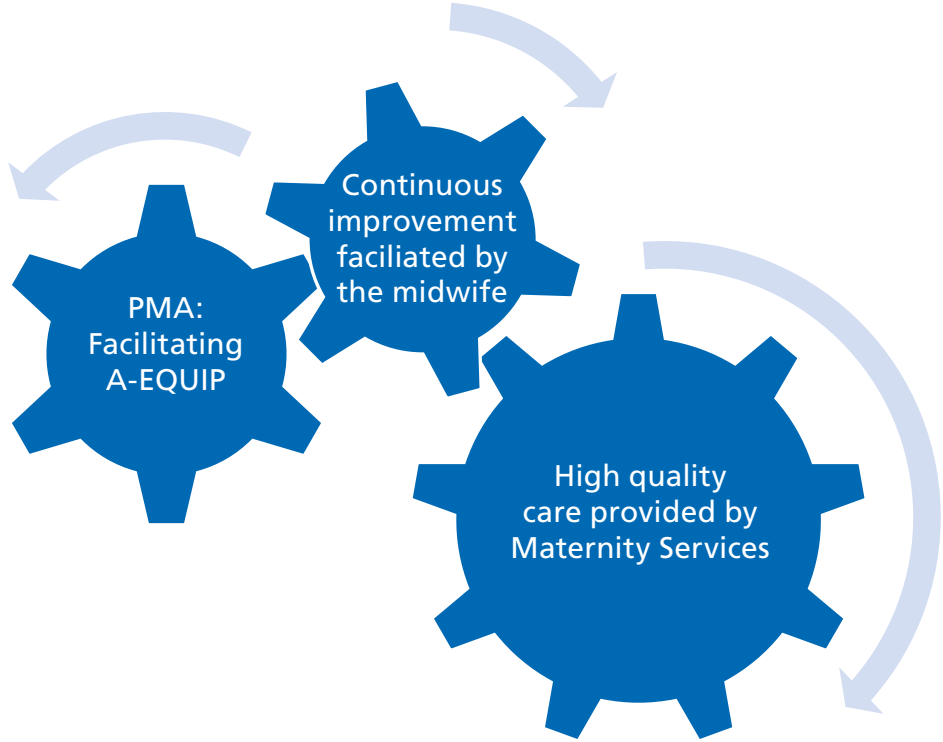 PMA:
Facilitating
A-EQUIP
Continuous
improvement
faciliated by
the midwife
High quality
care provided by
Maternity Services